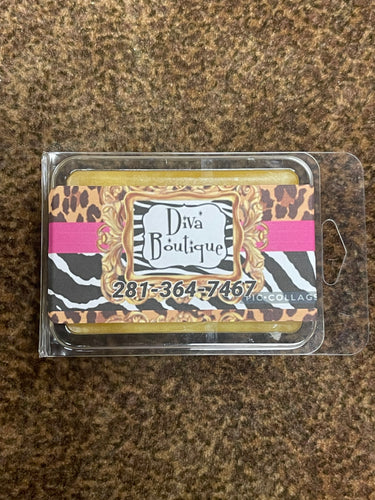 Diva
Boutique
281-364-7467
PIC•COLLAGE